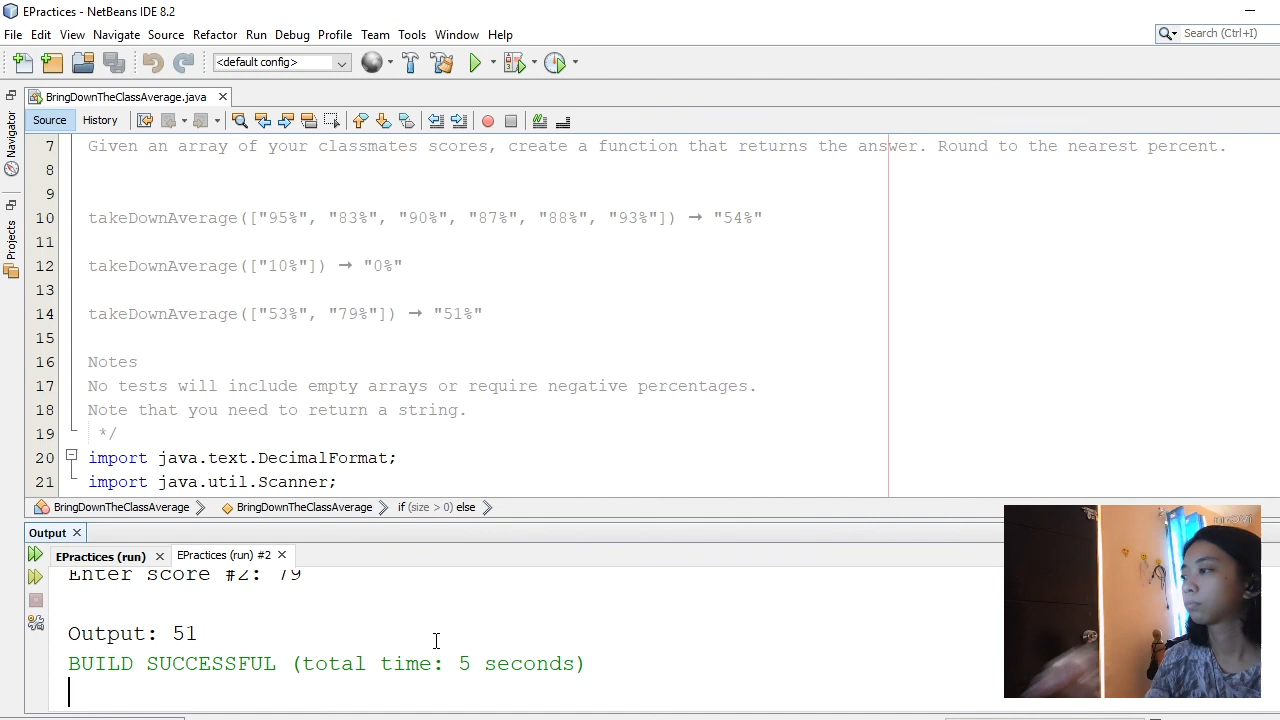 EPractices - NetBeans IDE 8.2
File Edit View Navigate Source Refactor Run Debug Profile Team Tools Window Help
Search (Ctrl+I)
<default config>
BringDownTheClassAverage.java
Source History
Navigator
Projects
7 Given an array of your classmates scores, create a function that returns the answer. Round to the nearest percent.
8
9
10 takeDownAverage(["95%", "83%", "90%", "87%", "88%", "93%"]) → "54%"
11
12 takeDownAverage(["10%"]) → "0%"
13
14 takeDownAverage(["53%", "79%"]) → "51%"
15
16 Notes
17 No tests will include empty arrays or require negative percentages.
18 Note that you need to return a string.
19 */
20 import java.text.DecimalFormat;
21 import java.util.Scanner;
BringDownTheClassAverage BringDownTheClassAverage if (size > 0) else
Output
EPractices (run) EPractices (run) #2
Enter score #2: 79
Output: 51
BUILD SUCCESSFUL (total time: 5 seconds)